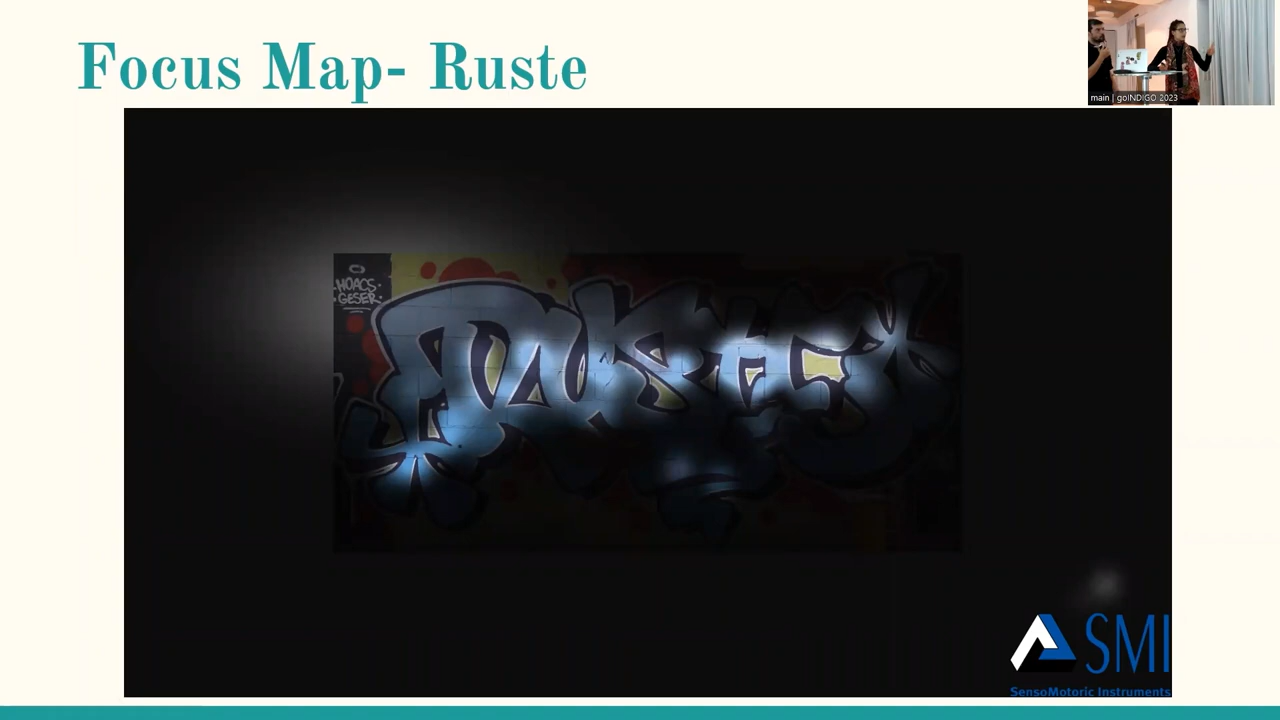 Focus Map- Ruste
main | goINDIGO 2023
HOACS
GESER
SMI
SensoMotoric Instruments